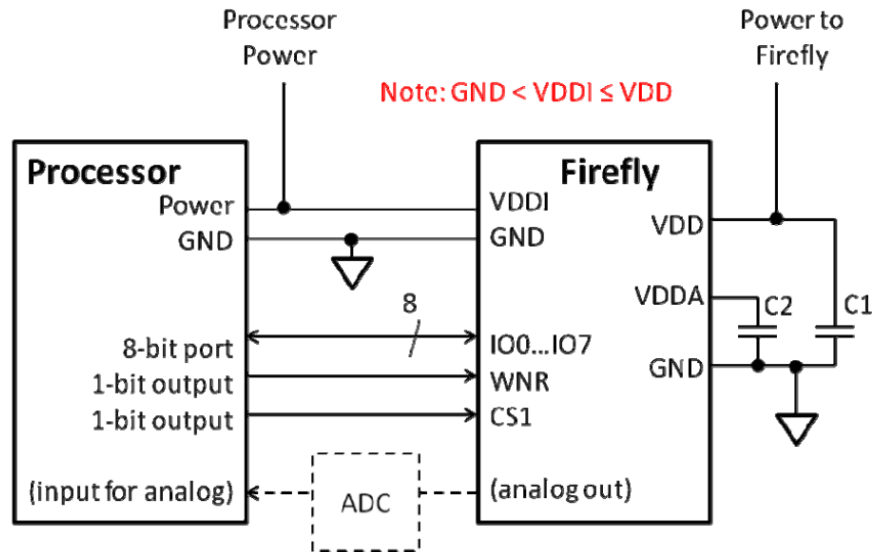 Processor
Power
Power to
Firefly
Note: GND < VDDI ≤ VDD
Processor
Firefly
Power
VDDI
GND
GND
VDD
VDDA
C2
C1
8
8-bit port
IO0...IO7
GND
1-bit output
WNR
1-bit output
CS1
(input for analog)
ADC
(analog out)